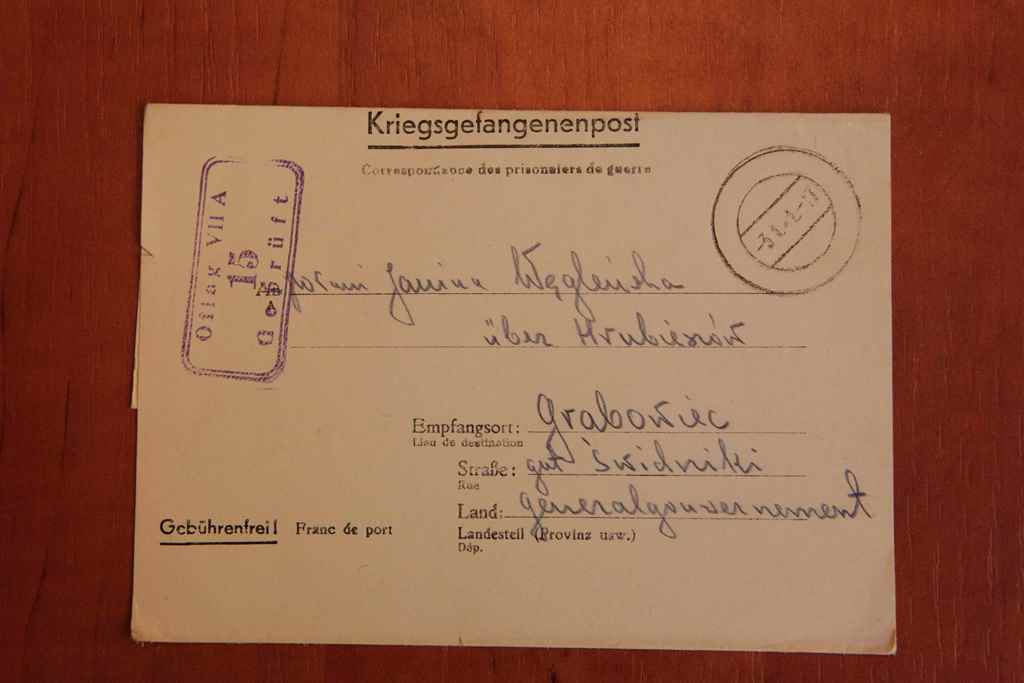 Kriegsgefangenenpost
Correspondance des prisonniers de guerre
Oflag VII A
15
Geprüft
An
Janina Węgleńska
über Hrubieszów
Empfangsort: Grabowiec
Lieu de destination
Straße: gut Świdniki
Rue
Land: generalgouvernement
Landesteil (Provinz usw.)
Dép.
Gebührenfrei! Franc de port